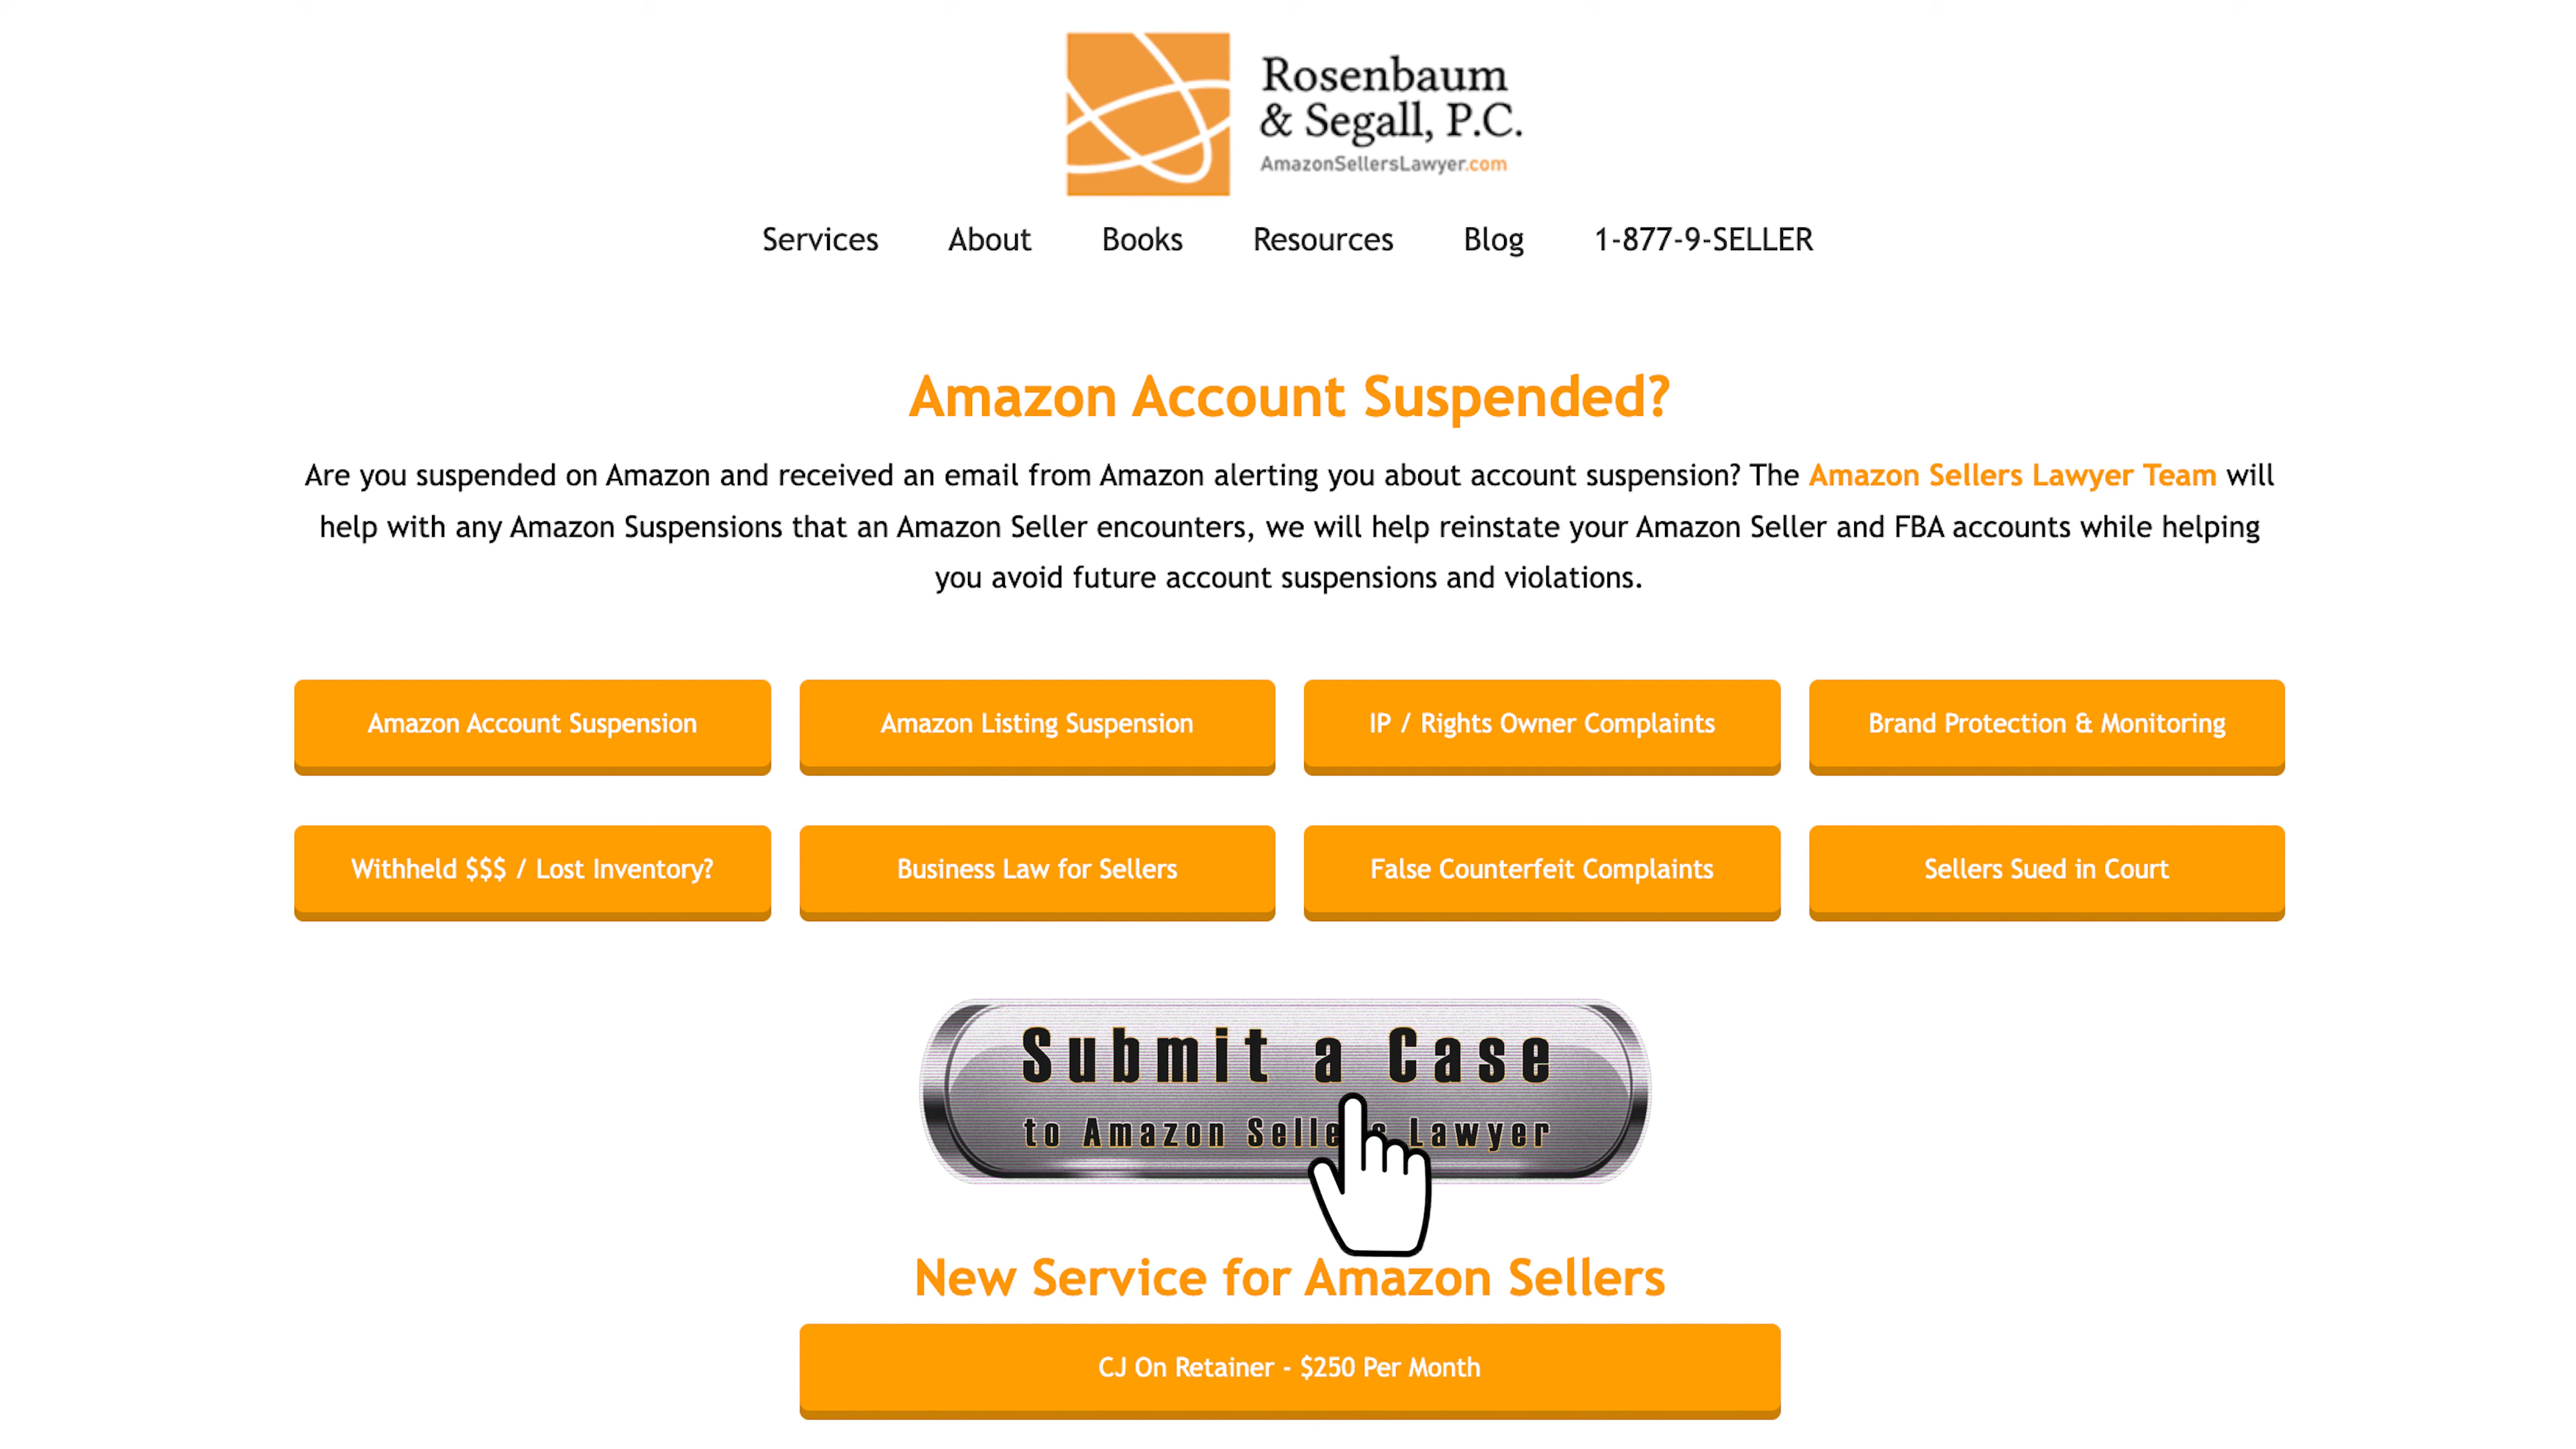 Rosenbaum
& Segall, P.C.
AmazonSellersLawyer.com
Services About Books Resources Blog 1-877-9-SELLER
Amazon Account Suspended?
Are you suspended on Amazon and received an email from Amazon alerting you about account suspension? The Amazon Sellers Lawyer Team will
help with any Amazon Suspensions that an Amazon Seller encounters, we will help reinstate your Amazon Seller and FBA accounts while helping
you avoid future account suspensions and violations.
Amazon Account Suspension Amazon Listing Suspension IP / Rights Owner Complaints Brand Protection & Monitoring
Withheld $$$ / Lost Inventory? Business Law for Sellers False Counterfeit Complaints Sellers Sued in Court
Submit a Case
to Amazon Sellers Lawyer
New Service for Amazon Sellers
CJ On Retainer - $250 Per Month